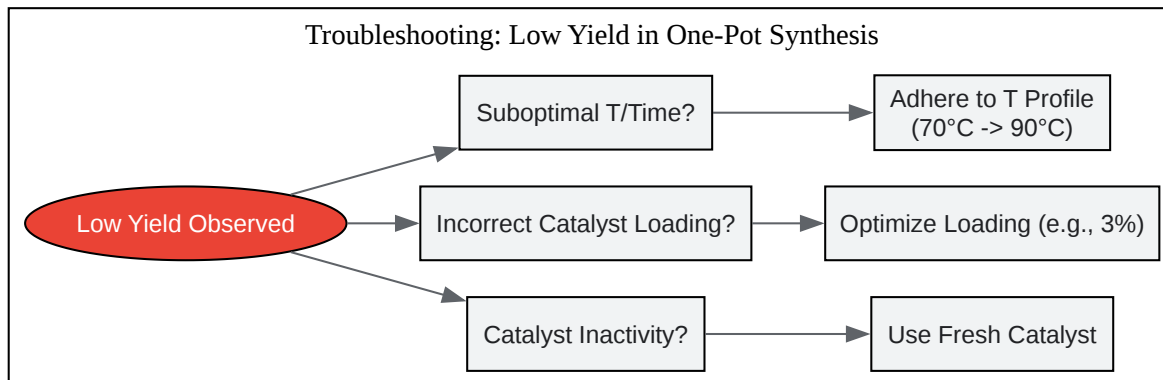 Troubleshooting: Low Yield in One-Pot Synthesis
Suboptimal T/Time?
Adhere to T Profile
(70°C -> 90°C)
Low Yield Observed
Incorrect Catalyst Loading?
Optimize Loading (e.g., 3%)
Catalyst Inactivity?
Use Fresh Catalyst